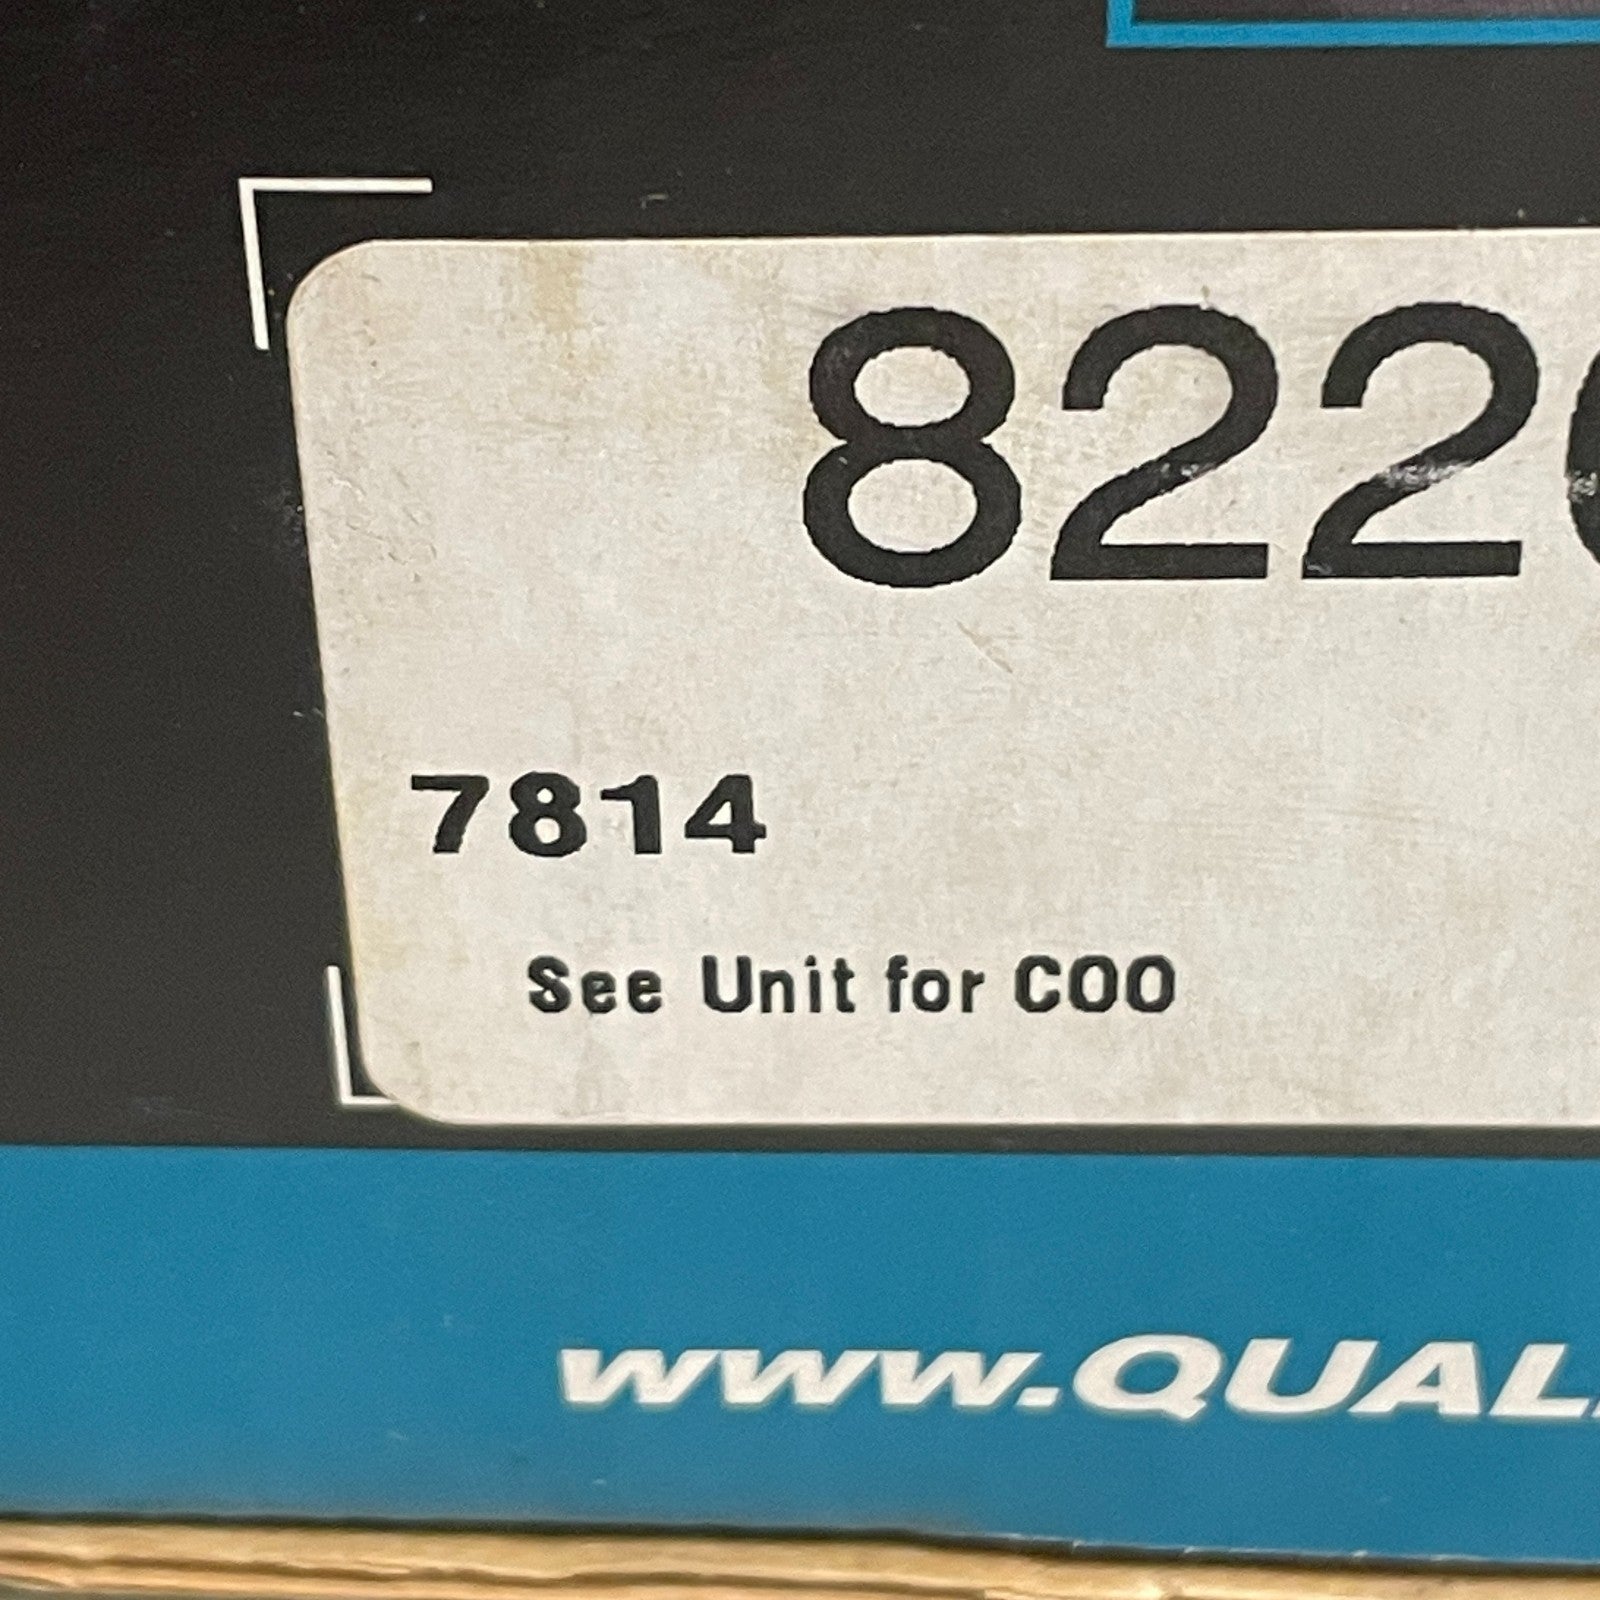 822
7814
See Unit for COO
www.QUAL